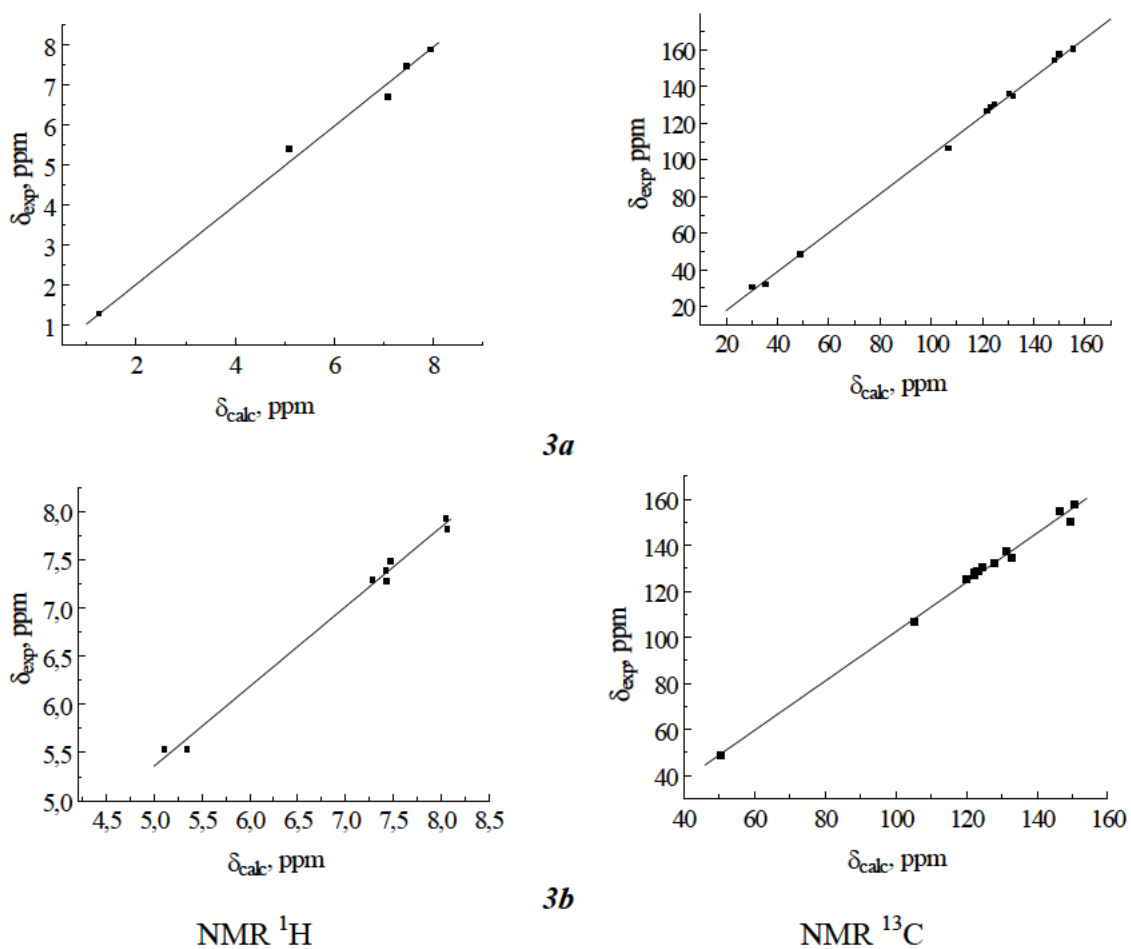 8
7
6
5
4
3
2
1
δexp, ppm
2 4 6 8
δcalc, ppm
160
140
120
100
80
60
40
20
δexp, ppm
20 40 60 80 100 120 140 160
δcalc, ppm
3a
8,0
7,5
7,0
6,5
6,0
5,5
5,0
δexp, ppm
4,5 5,0 5,5 6,0 6,5 7,0 7,5 8,0 8,5
δcalc, ppm
160
140
120
100
80
60
40
δexp, ppm
40 60 80 100 120 140 160
δcalc, ppm
3b
NMR ¹H NMR ¹³C